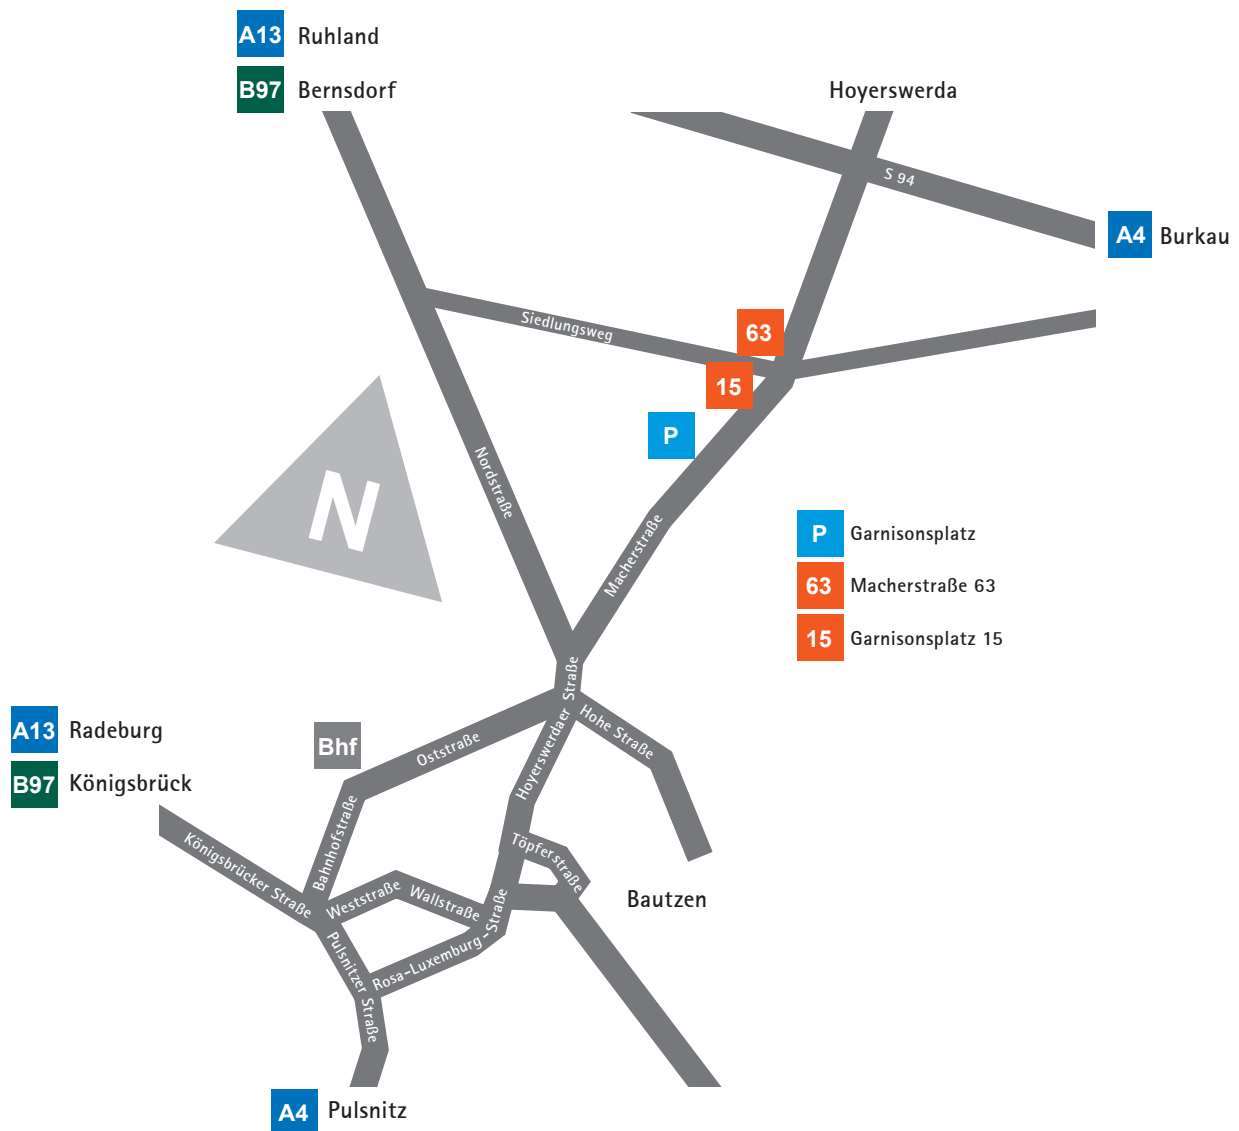 A13 Ruhland
B97 Bernsdorf
Hoyerswerda
S 94
A4 Burkau
Siedlungsweg
63
15
P
N
Nordstraße
Macherstraße
P Garnisonsplatz
63 Macherstraße 63
15 Garnisonsplatz 15
A13 Radeburg
B97 Königsbrück
Bhf
Oststraße
Hoyerswerdaer Straße
Hohe Straße
Königsbrücker Straße
Bahnhofstraße
Töpferstraße
Weststraße
Wallstraße
Bautzen
Rosa-Luxemburg-Straße
Pulsnitzer Straße
A4 Pulsnitz